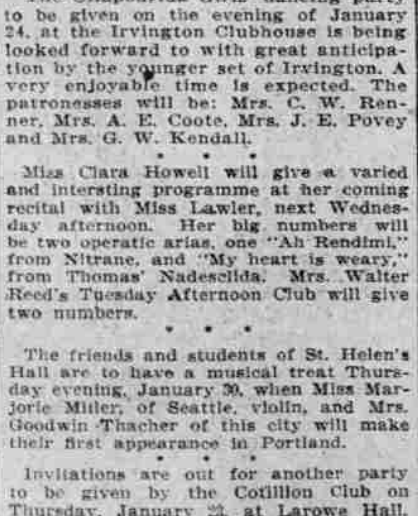 to be given on the evening of January
24, at the Irvington Clubhouse is being
looked forward to with great anticipa-
tion by the younger set of Irvington. A
very enjoyable time is expected. The
patronesses will be: Mrs. C. W. Ren-
ner, Mrs. A. E. Coote, Mrs. J. E. Povey
and Mrs. G. W. Kendall.
* * *
Miss Clara Howell will give a varied
and intersting programme at her coming
recital with Miss Lawler, next Wednes-
day afternoon. Her big numbers will
be two operatic arias, one "Ah Rendimi,"
from Nitrane, and "My heart is weary,"
from Thomas' Nadesclida. Mrs. Walter
Reed's Tuesday Afternoon Club will give
two numbers.
* * *
The friends and students of St. Helen's
Hall are to have a musical treat Thurs-
day evening, January 30, when Miss Mar-
jorie Miller, of Seattle, violin, and Mrs.
Goodwin Thacher of this city will make
their first appearance in Portland.
* * *
Invitations are out for another party
to be given by the Cotillion Club on
Thursday, January 23, at Larowe Hall.